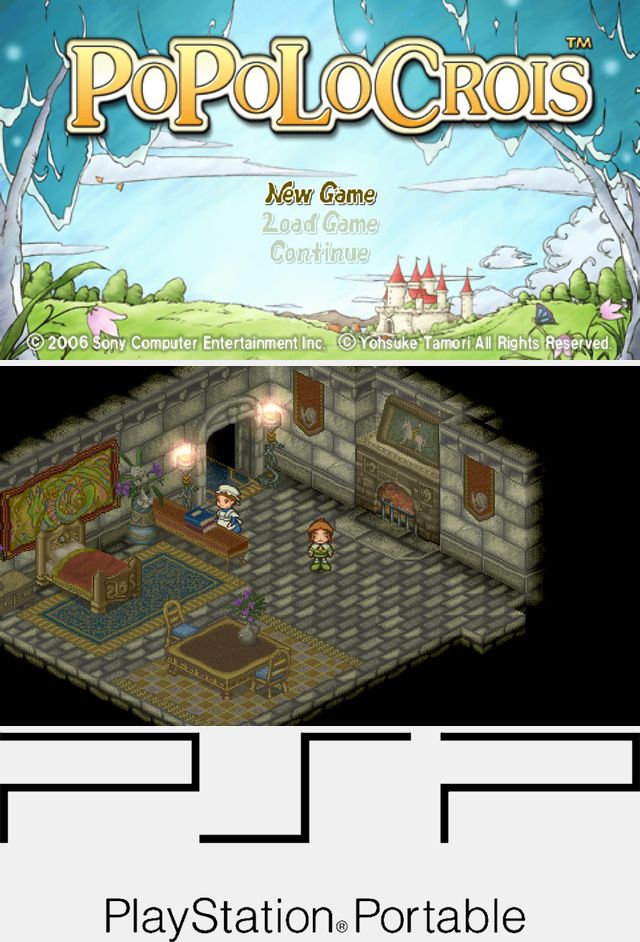 PoPoLoCrois™
New Game
Load Game
Continue
© 2006 Sony Computer Entertainment Inc. © Yohsuke Tamori All Rights Reserved.
PSP
PlayStation®Portable